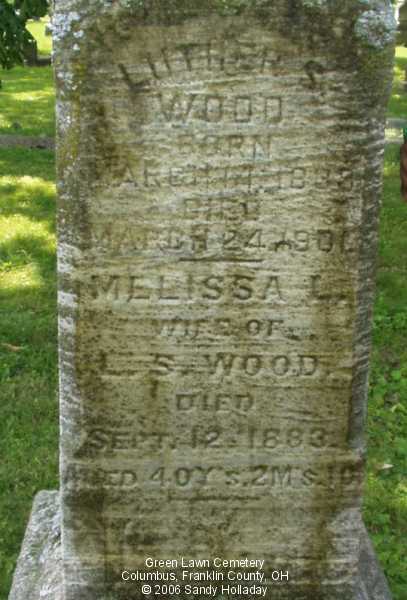 LUTHER S.
WOOD
BORN
MARCH
DIED
MARCH 24, 1901
MELISSA L.
WIFE OF
L. S. WOOD.
DIED
SEPT. 12, 1883.
AGED 40 Y's. 2 M's.
Green Lawn Cemetery
Columbus, Franklin County, OH
© 2006 Sandy Holladay